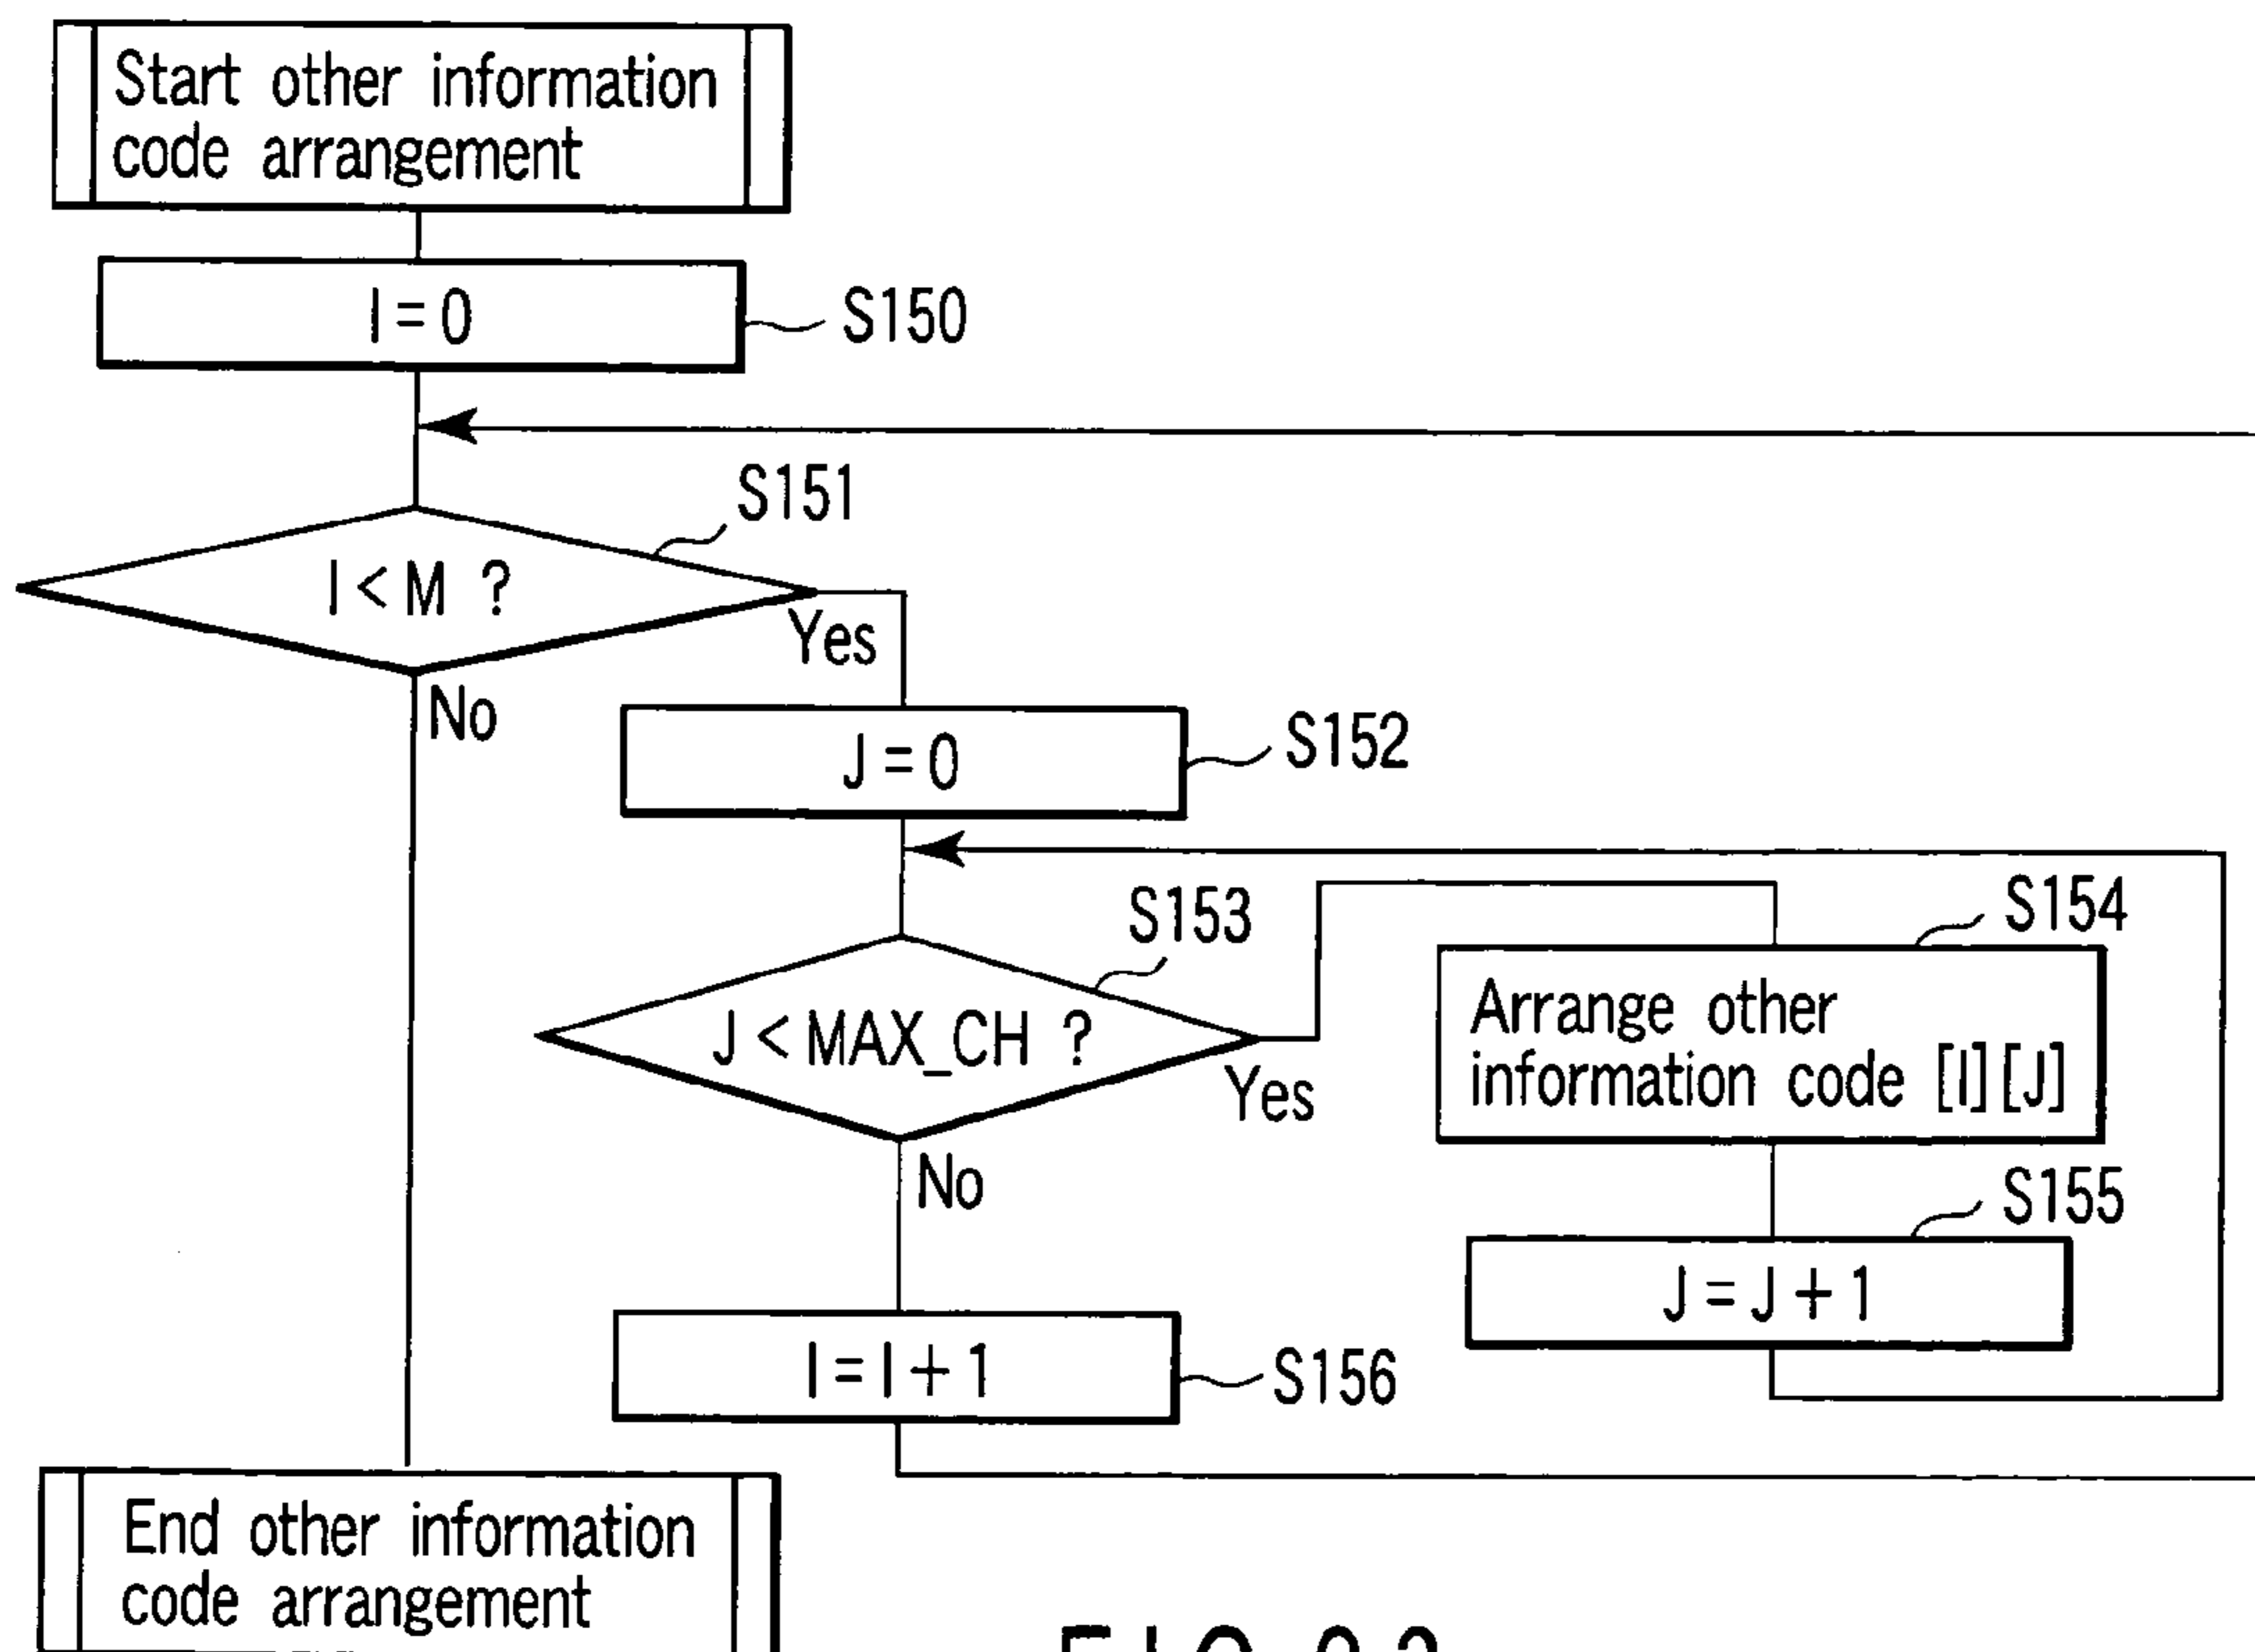 Start other information
code arrangement
I = 0
S150
S151
I < M ?
Yes
No
J = 0
S152
S153
J < MAX_CH ?
Yes
No
S154
Arrange other
information code [I][J]
S155
J = J + 1
I = I + 1
S156
End other information
code arrangement